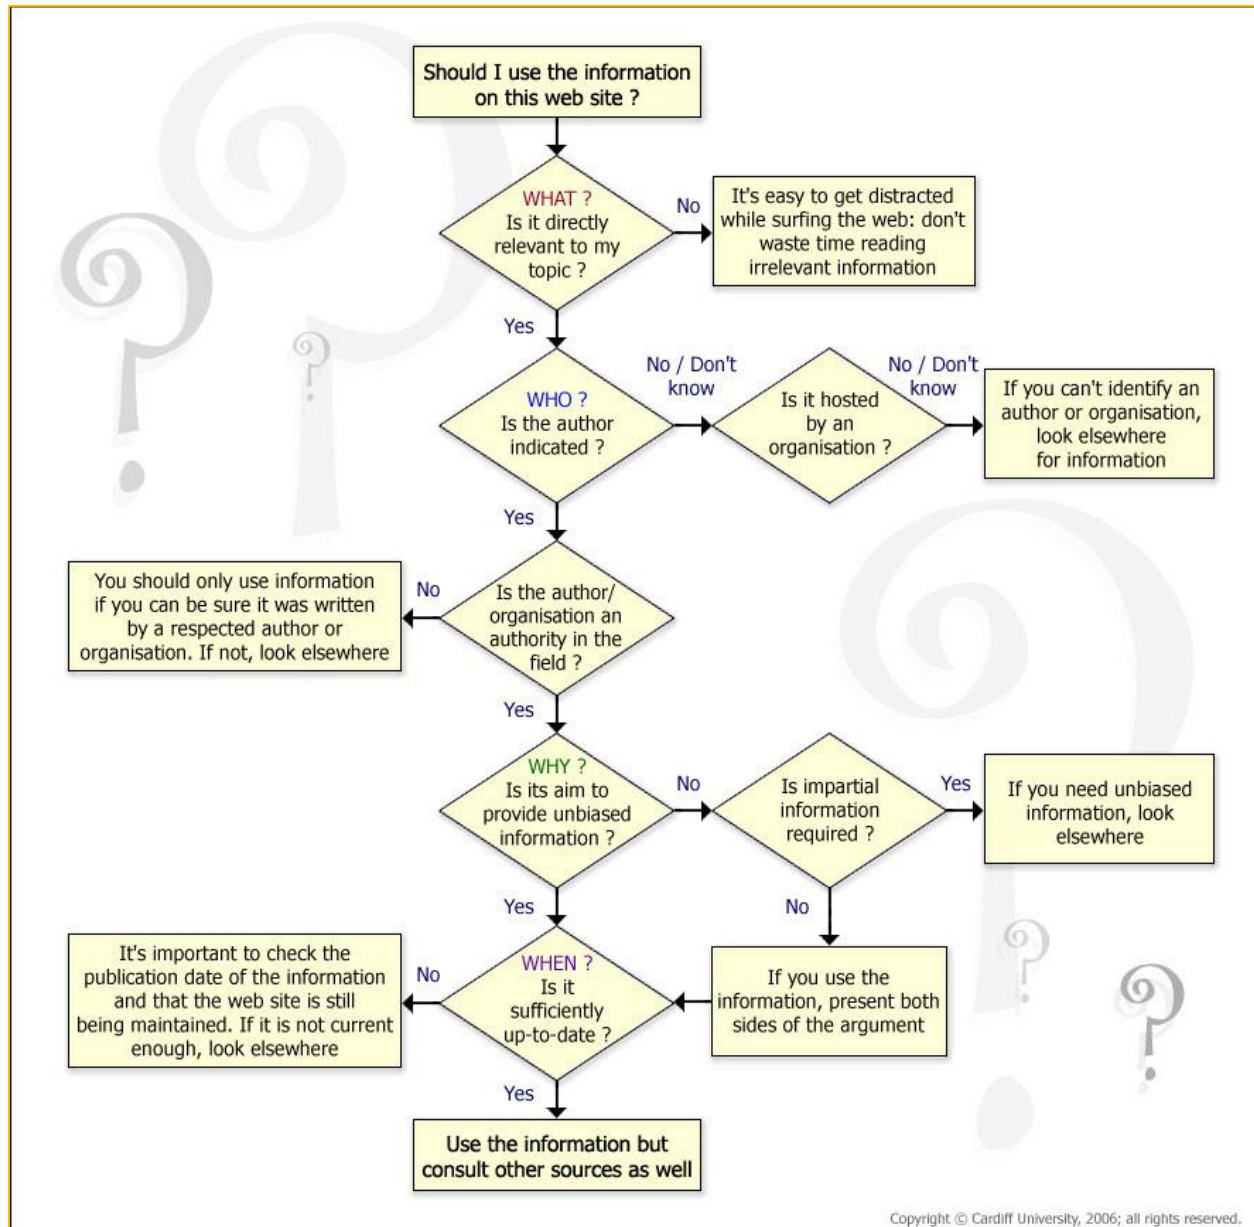 Should I use the information
on this web site ?
WHAT ?
Is it directly
relevant to my
topic ?
No
It's easy to get distracted
while surfing the web: don't
waste time reading
irrelevant information
Yes
WHO ?
Is the author
indicated ?
No / Don't
know
Is it hosted
by an
organisation ?
No / Don't
know
If you can't identify an
author or organisation,
look elsewhere
for information
Yes
Is the author/
organisation an
authority in the
field ?
No
You should only use information
if you can be sure it was written
by a respected author or
organisation. If not, look elsewhere
Yes
WHY ?
Is its aim to
provide unbiased
information ?
No
Is impartial
information
required ?
Yes
If you need unbiased
information, look
elsewhere
No
If you use the
information, present both
sides of the argument
Yes
WHEN ?
Is it
sufficiently
up-to-date ?
No
It's important to check the
publication date of the information
and that the web site is still
being maintained. If it is not current
enough, look elsewhere
Yes
Use the information but
consult other sources as well
Copyright © Cardiff University, 2006; all rights reserved.